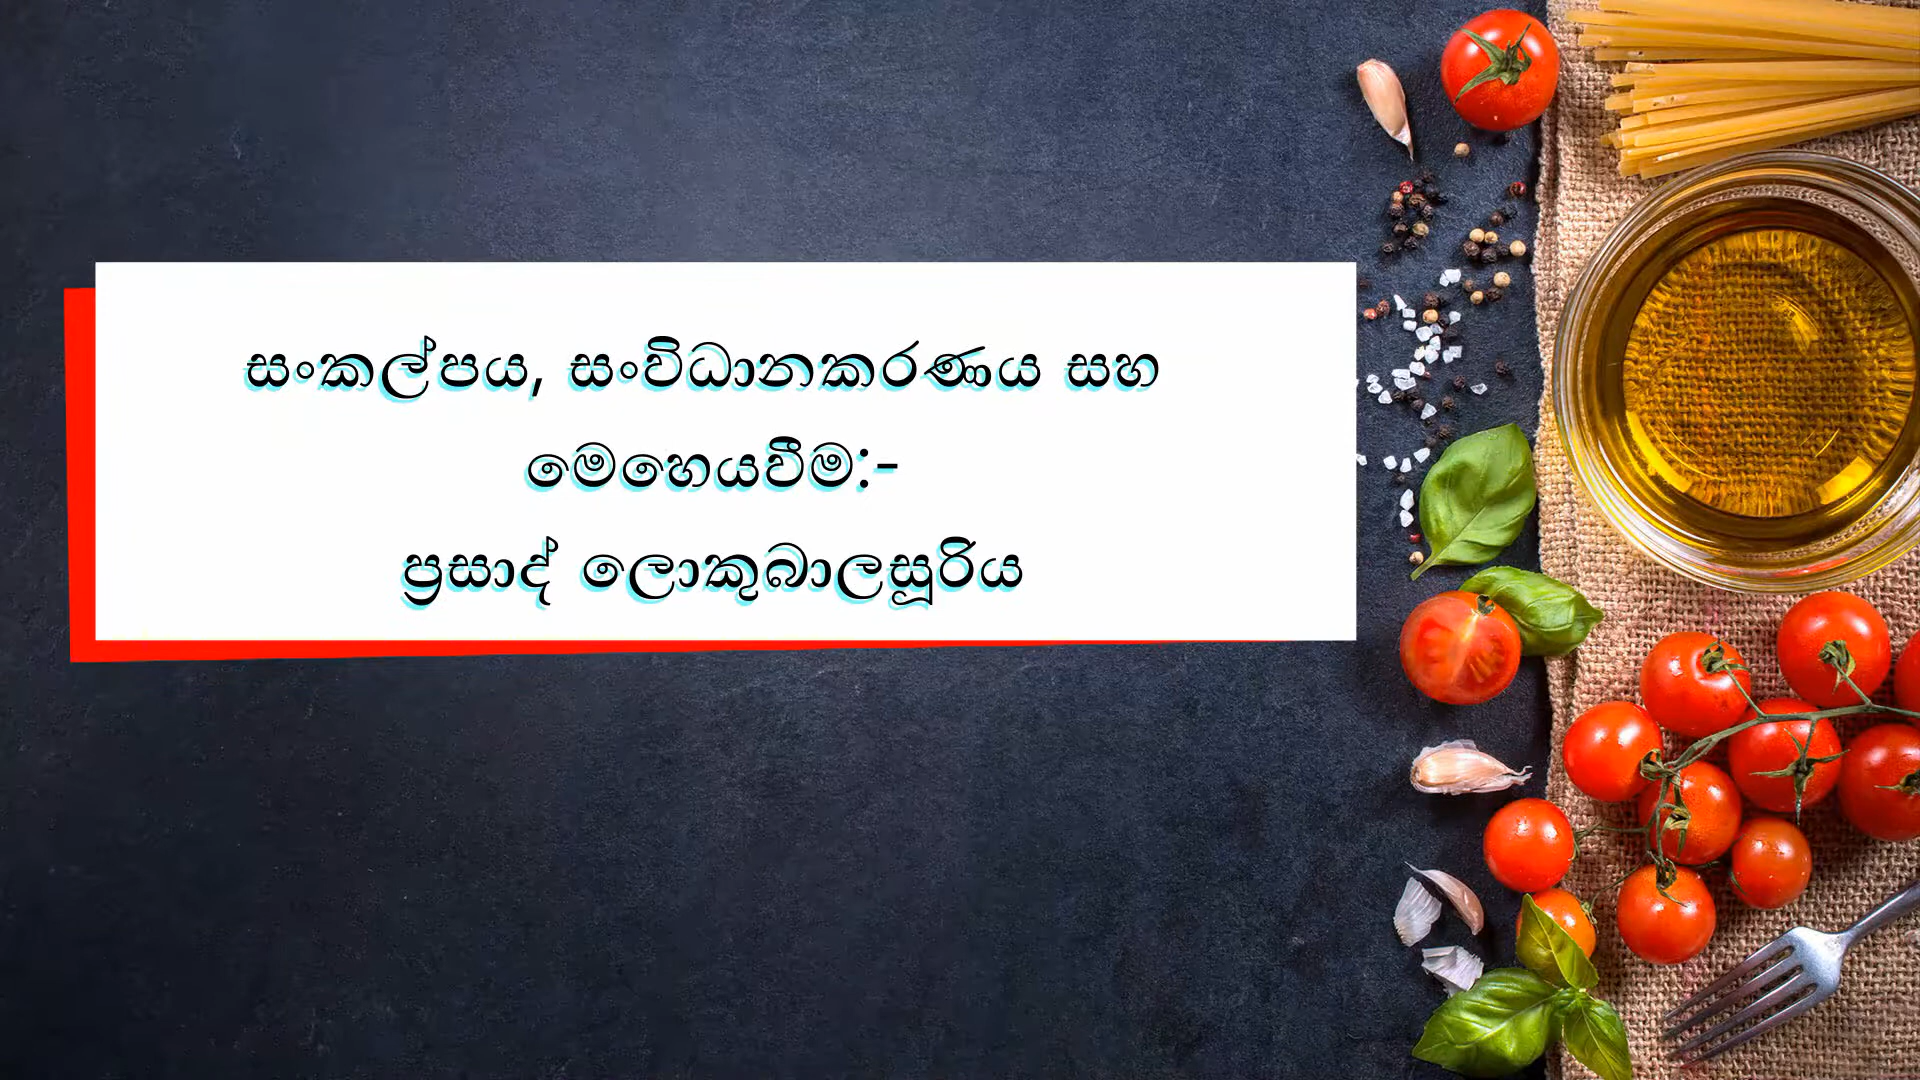 සංකල්පය, සංවිධානකරණය සහ
මෙහෙයවීම:-
ප්‍රසාද් ලොකුබාලසූරිය